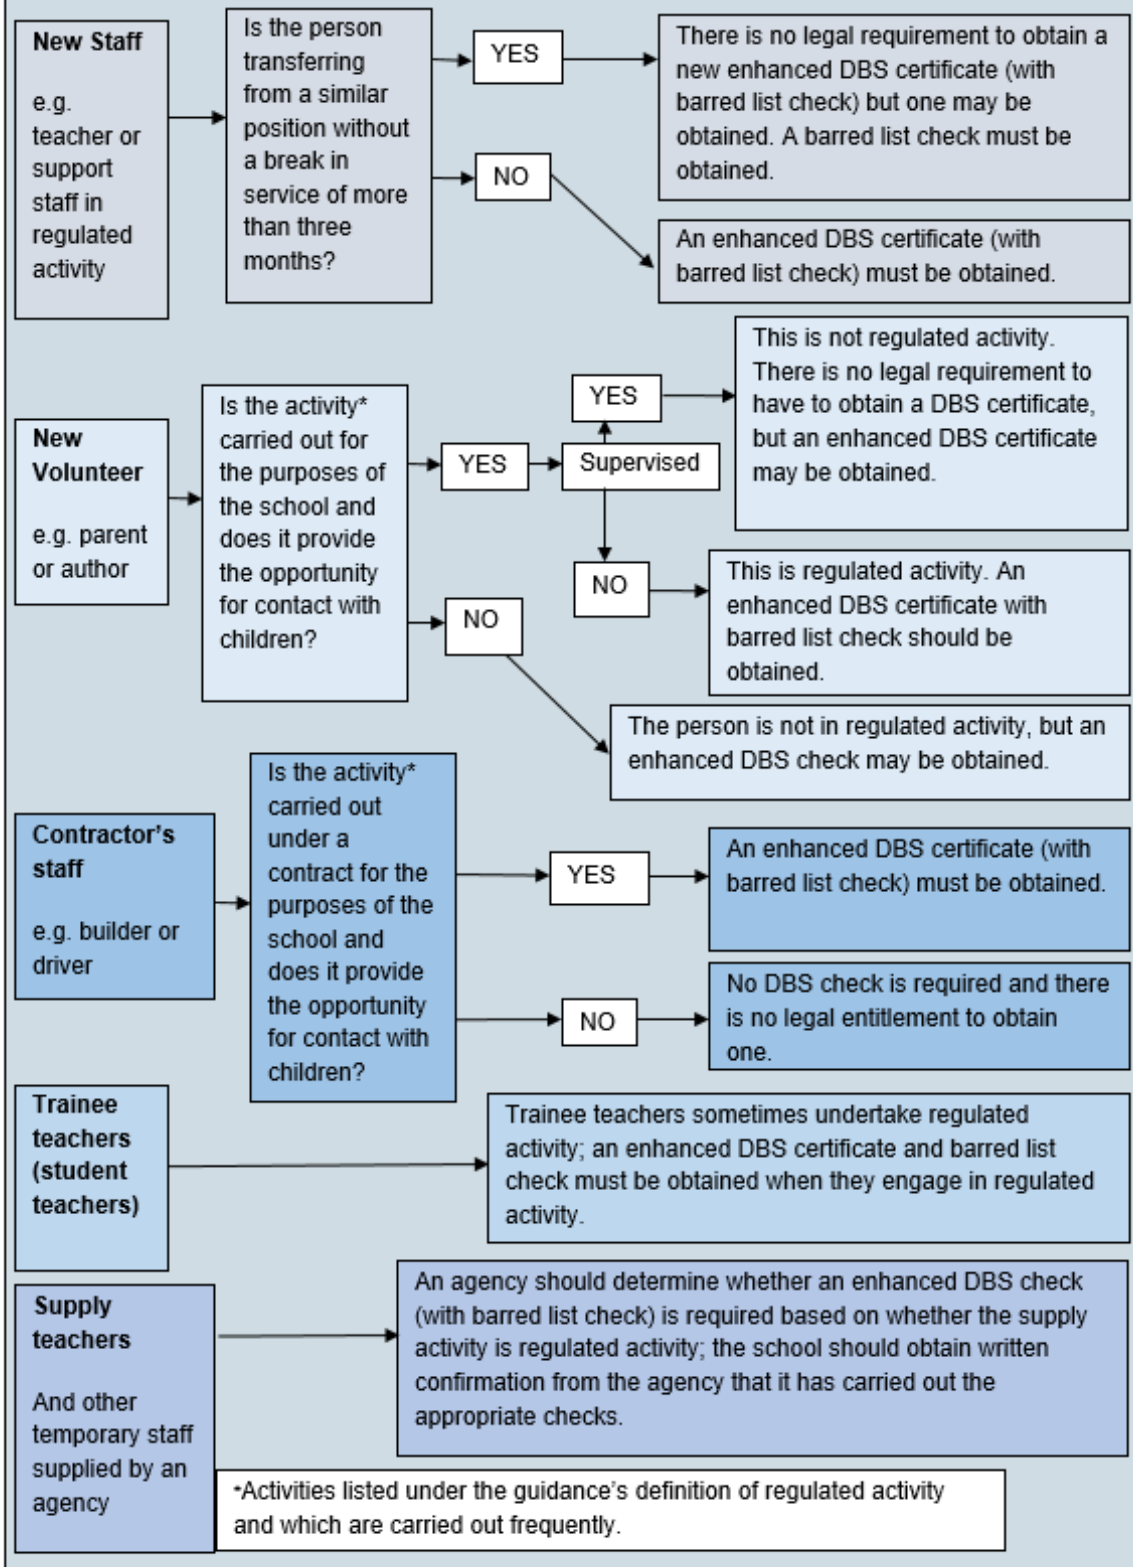 New Staff
e.g.
teacher or
support
staff in
regulated
activity
Is the person
transferring
from a similar
position without
a break in
service of more
than three
months?
YES
There is no legal requirement to obtain a
new enhanced DBS certificate (with
barred list check) but one may be
obtained. A barred list check must be
obtained.
NO
An enhanced DBS certificate (with
barred list check) must be obtained.
New
Volunteer
e.g. parent
or author
Is the activity*
carried out for
the purposes of
the school and
does it provide
the opportunity
for contact with
children?
YES
Supervised
YES
This is not regulated activity.
There is no legal requirement to
have to obtain a DBS certificate,
but an enhanced DBS certificate
may be obtained.
NO
This is regulated activity. An
enhanced DBS certificate with
barred list check should be
obtained.
NO
The person is not in regulated activity, but an
enhanced DBS check may be obtained.
Contractor’s
staff
e.g. builder or
driver
Is the activity*
carried out
under a
contract for the
purposes of the
school and
does it provide
the opportunity
for contact with
children?
YES
An enhanced DBS certificate (with
barred list check) must be obtained.
NO
No DBS check is required and there
is no legal entitlement to obtain
one.
Trainee
teachers
(student
teachers)
Trainee teachers sometimes undertake regulated
activity; an enhanced DBS certificate and barred list
check must be obtained when they engage in regulated
activity.
Supply
teachers
And other
temporary staff
supplied by an
agency
An agency should determine whether an enhanced DBS check
(with barred list check) is required based on whether the supply
activity is regulated activity; the school should obtain written
confirmation from the agency that it has carried out the
appropriate checks.
*Activities listed under the guidance’s definition of regulated activity
and which are carried out frequently.